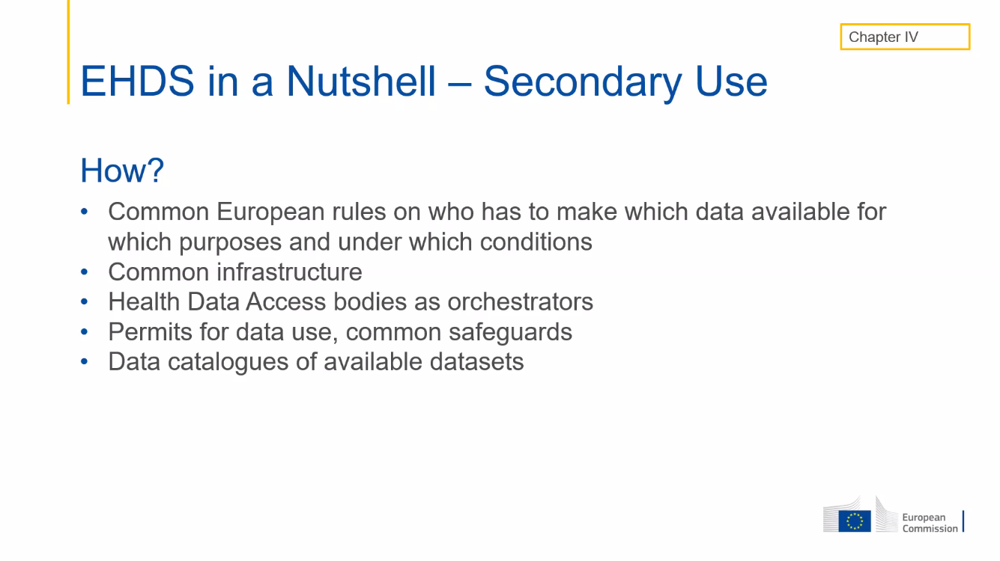 Chapter IV
EHDS in a Nutshell – Secondary Use
How?
• Common European rules on who has to make which data available for
which purposes and under which conditions
• Common infrastructure
• Health Data Access bodies as orchestrators
• Permits for data use, common safeguards
• Data catalogues of available datasets
European
Commission